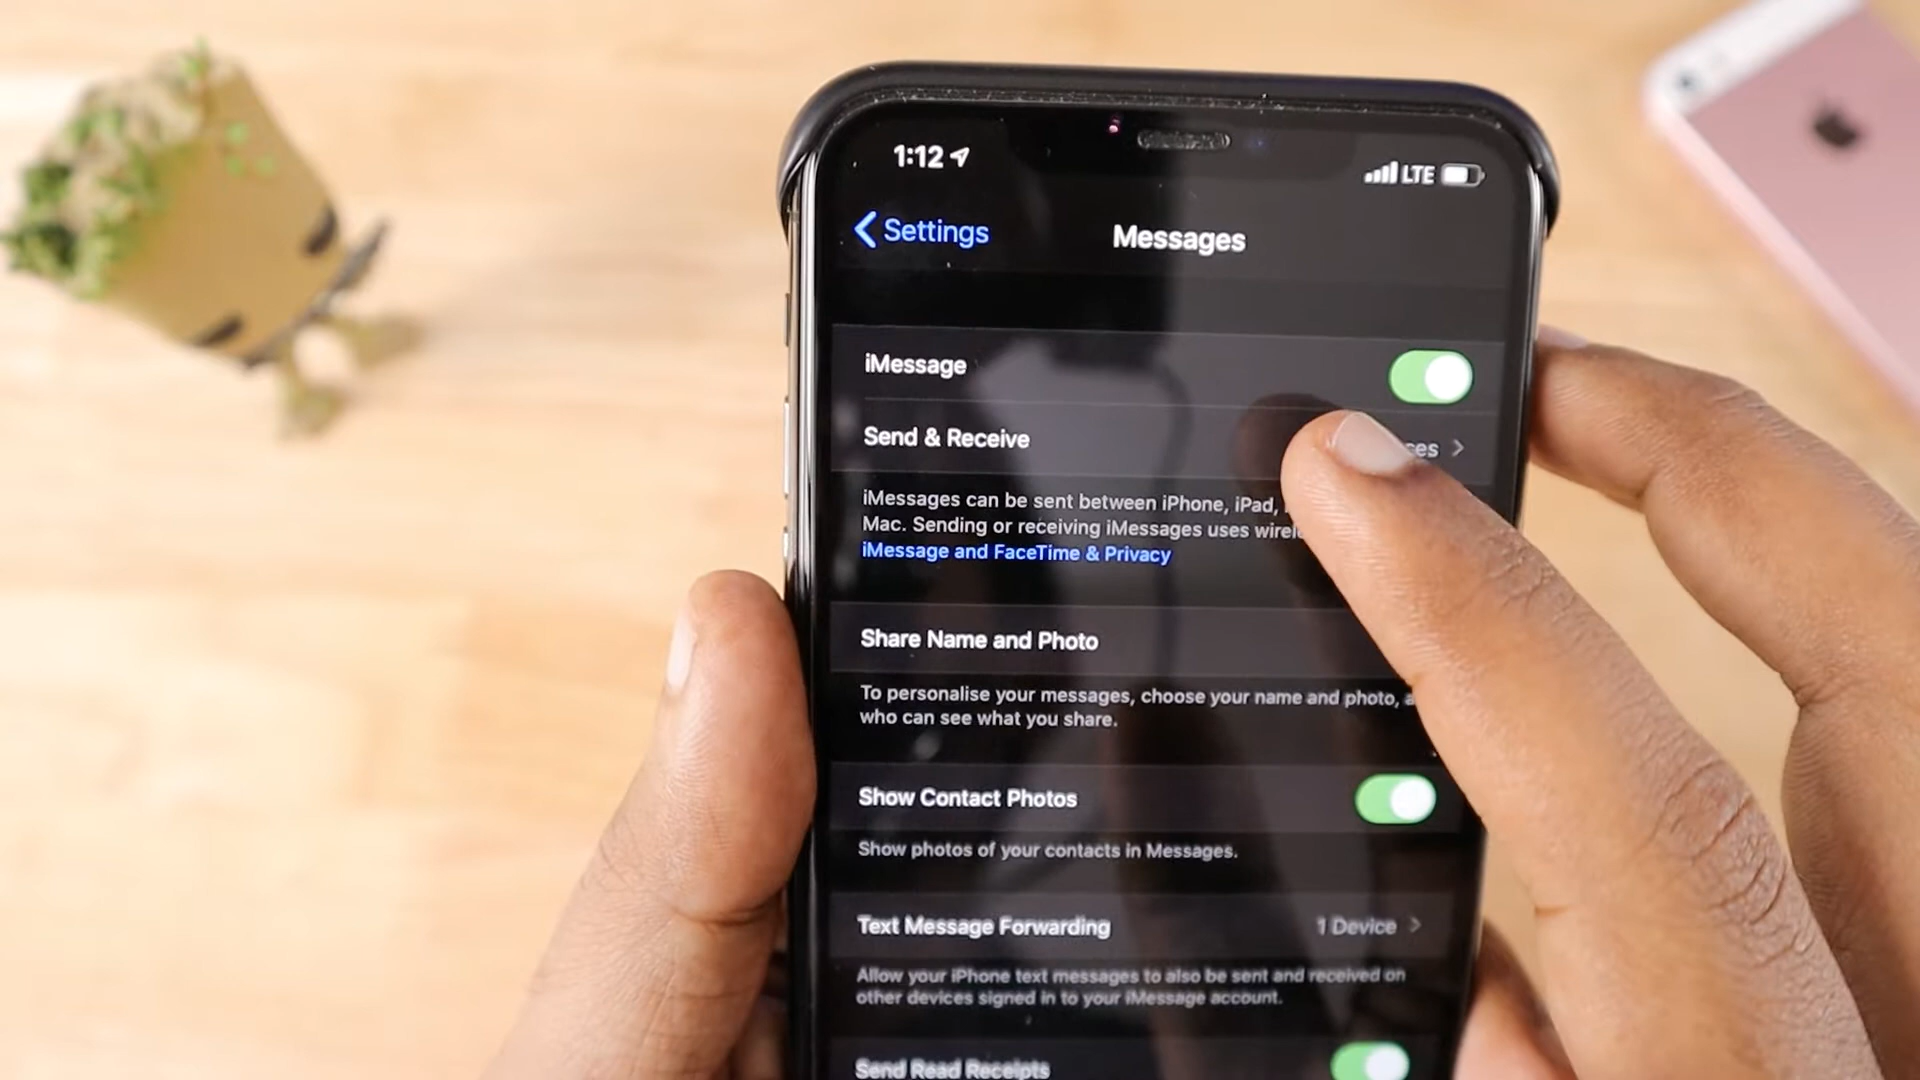 1:12
LTE
Settings
Messages
iMessage
Send & Receive
iMessages can be sent between iPhone, iPad,
Mac. Sending or receiving iMessages uses
iMessage and FaceTime & Privacy
Share Name and Photo
To personalise your messages, choose your name and photo,
who can see what you share.
Show Contact Photos
Show photos of your contacts in Messages.
Text Message Forwarding 1 Device
Allow your iPhone text messages to also be sent and received on
other devices signed in to your iMessage account.
Send Read Receipts